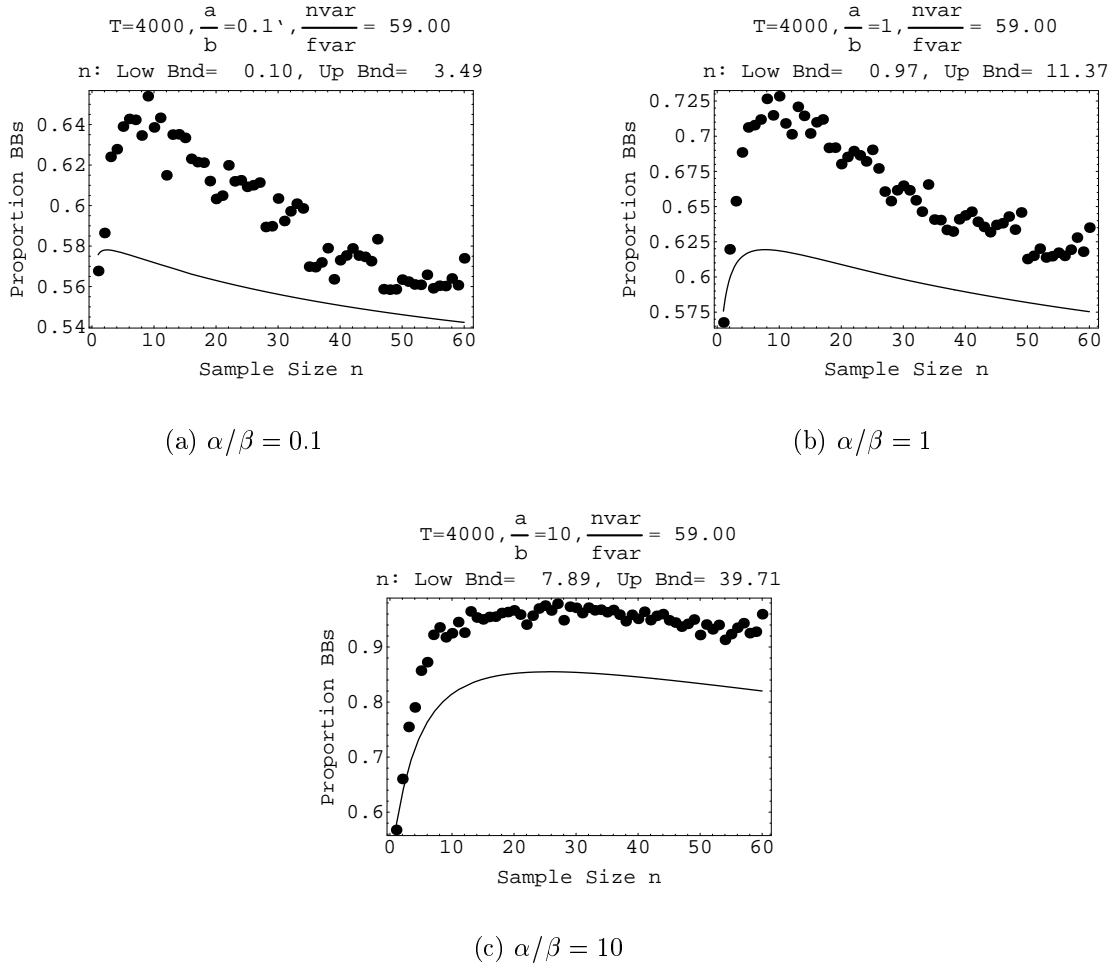 T=4000, a/b =0.1`, nvar/fvar = 59.00
n: Low Bnd= 0.10, Up Bnd= 3.49
Proportion BBs
0.64
0.62
0.6
0.58
0.56
0.54
0 10 20 30 40 50 60
Sample Size n
(a) α/β = 0.1
T=4000, a/b =1, nvar/fvar = 59.00
n: Low Bnd= 0.97, Up Bnd= 11.37
Proportion BBs
0.725
0.7
0.675
0.65
0.625
0.6
0.575
0 10 20 30 40 50 60
Sample Size n
(b) α/β = 1
T=4000, a/b =10, nvar/fvar = 59.00
n: Low Bnd= 7.89, Up Bnd= 39.71
Proportion BBs
0.9
0.8
0.7
0.6
0 10 20 30 40 50 60
Sample Size n
(c) α/β = 10